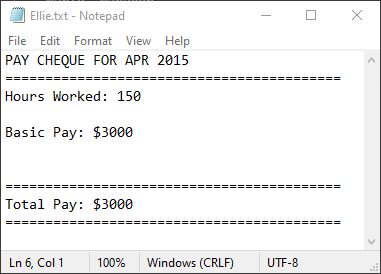 Ellie.txt - Notepad
File Edit Format View Help
PAY CHEQUE FOR APR 2015
==========================================
Hours Worked: 150
Basic Pay: $3000
==========================================
Total Pay: $3000
==========================================
Ln 6, Col 1 100% Windows (CRLF) UTF-8